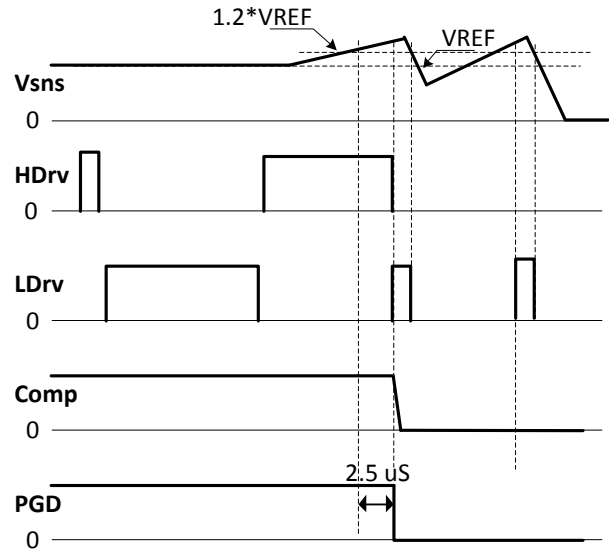 1.2*VREF
VREF
Vsns
0
HDrv
0
LDrv
0
Comp
0
2.5 uS
PGD
0